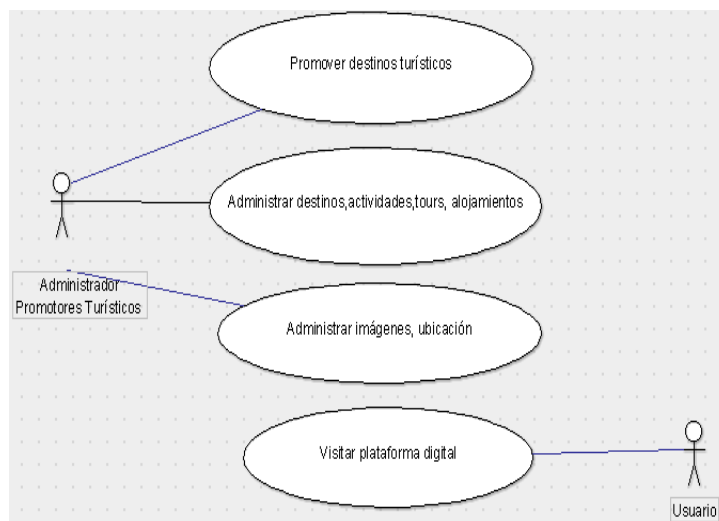 Promover destinos turísticos
Administrar destinos,actividades,tours, alojamientos
Administrador
Promotores Turísticos
Administrar imágenes, ubicación
Visitar plataforma digital
Usuario